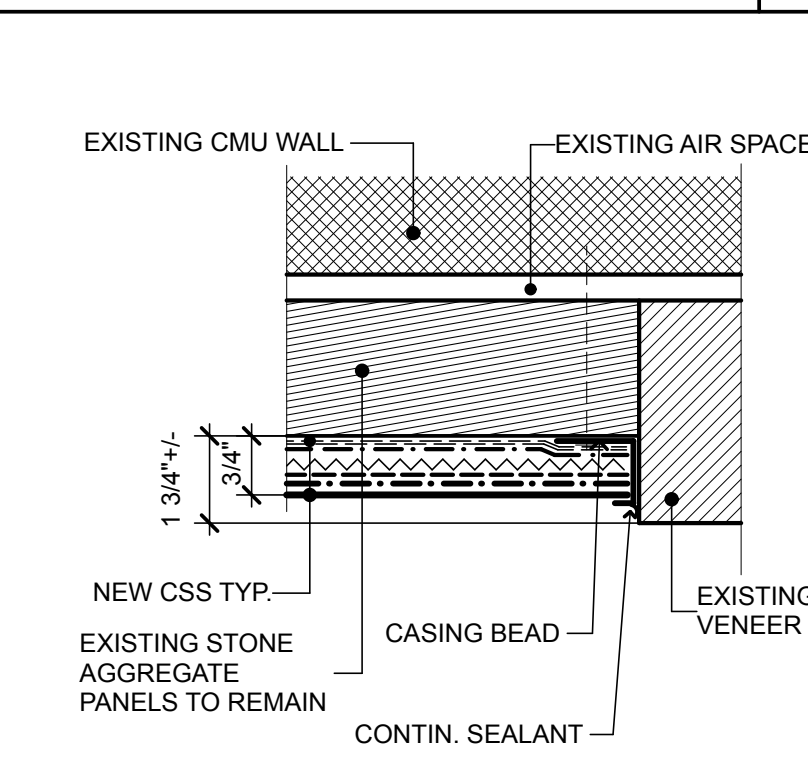 EXISTING CMU WALL
EXISTING AIR SPACE
1 3/4"+/-
3/4"
NEW CSS TYP.
EXISTING STONE
AGGREGATE
PANELS TO REMAIN
CASING BEAD
CONTIN. SEALANT
EXISTING
VENEER